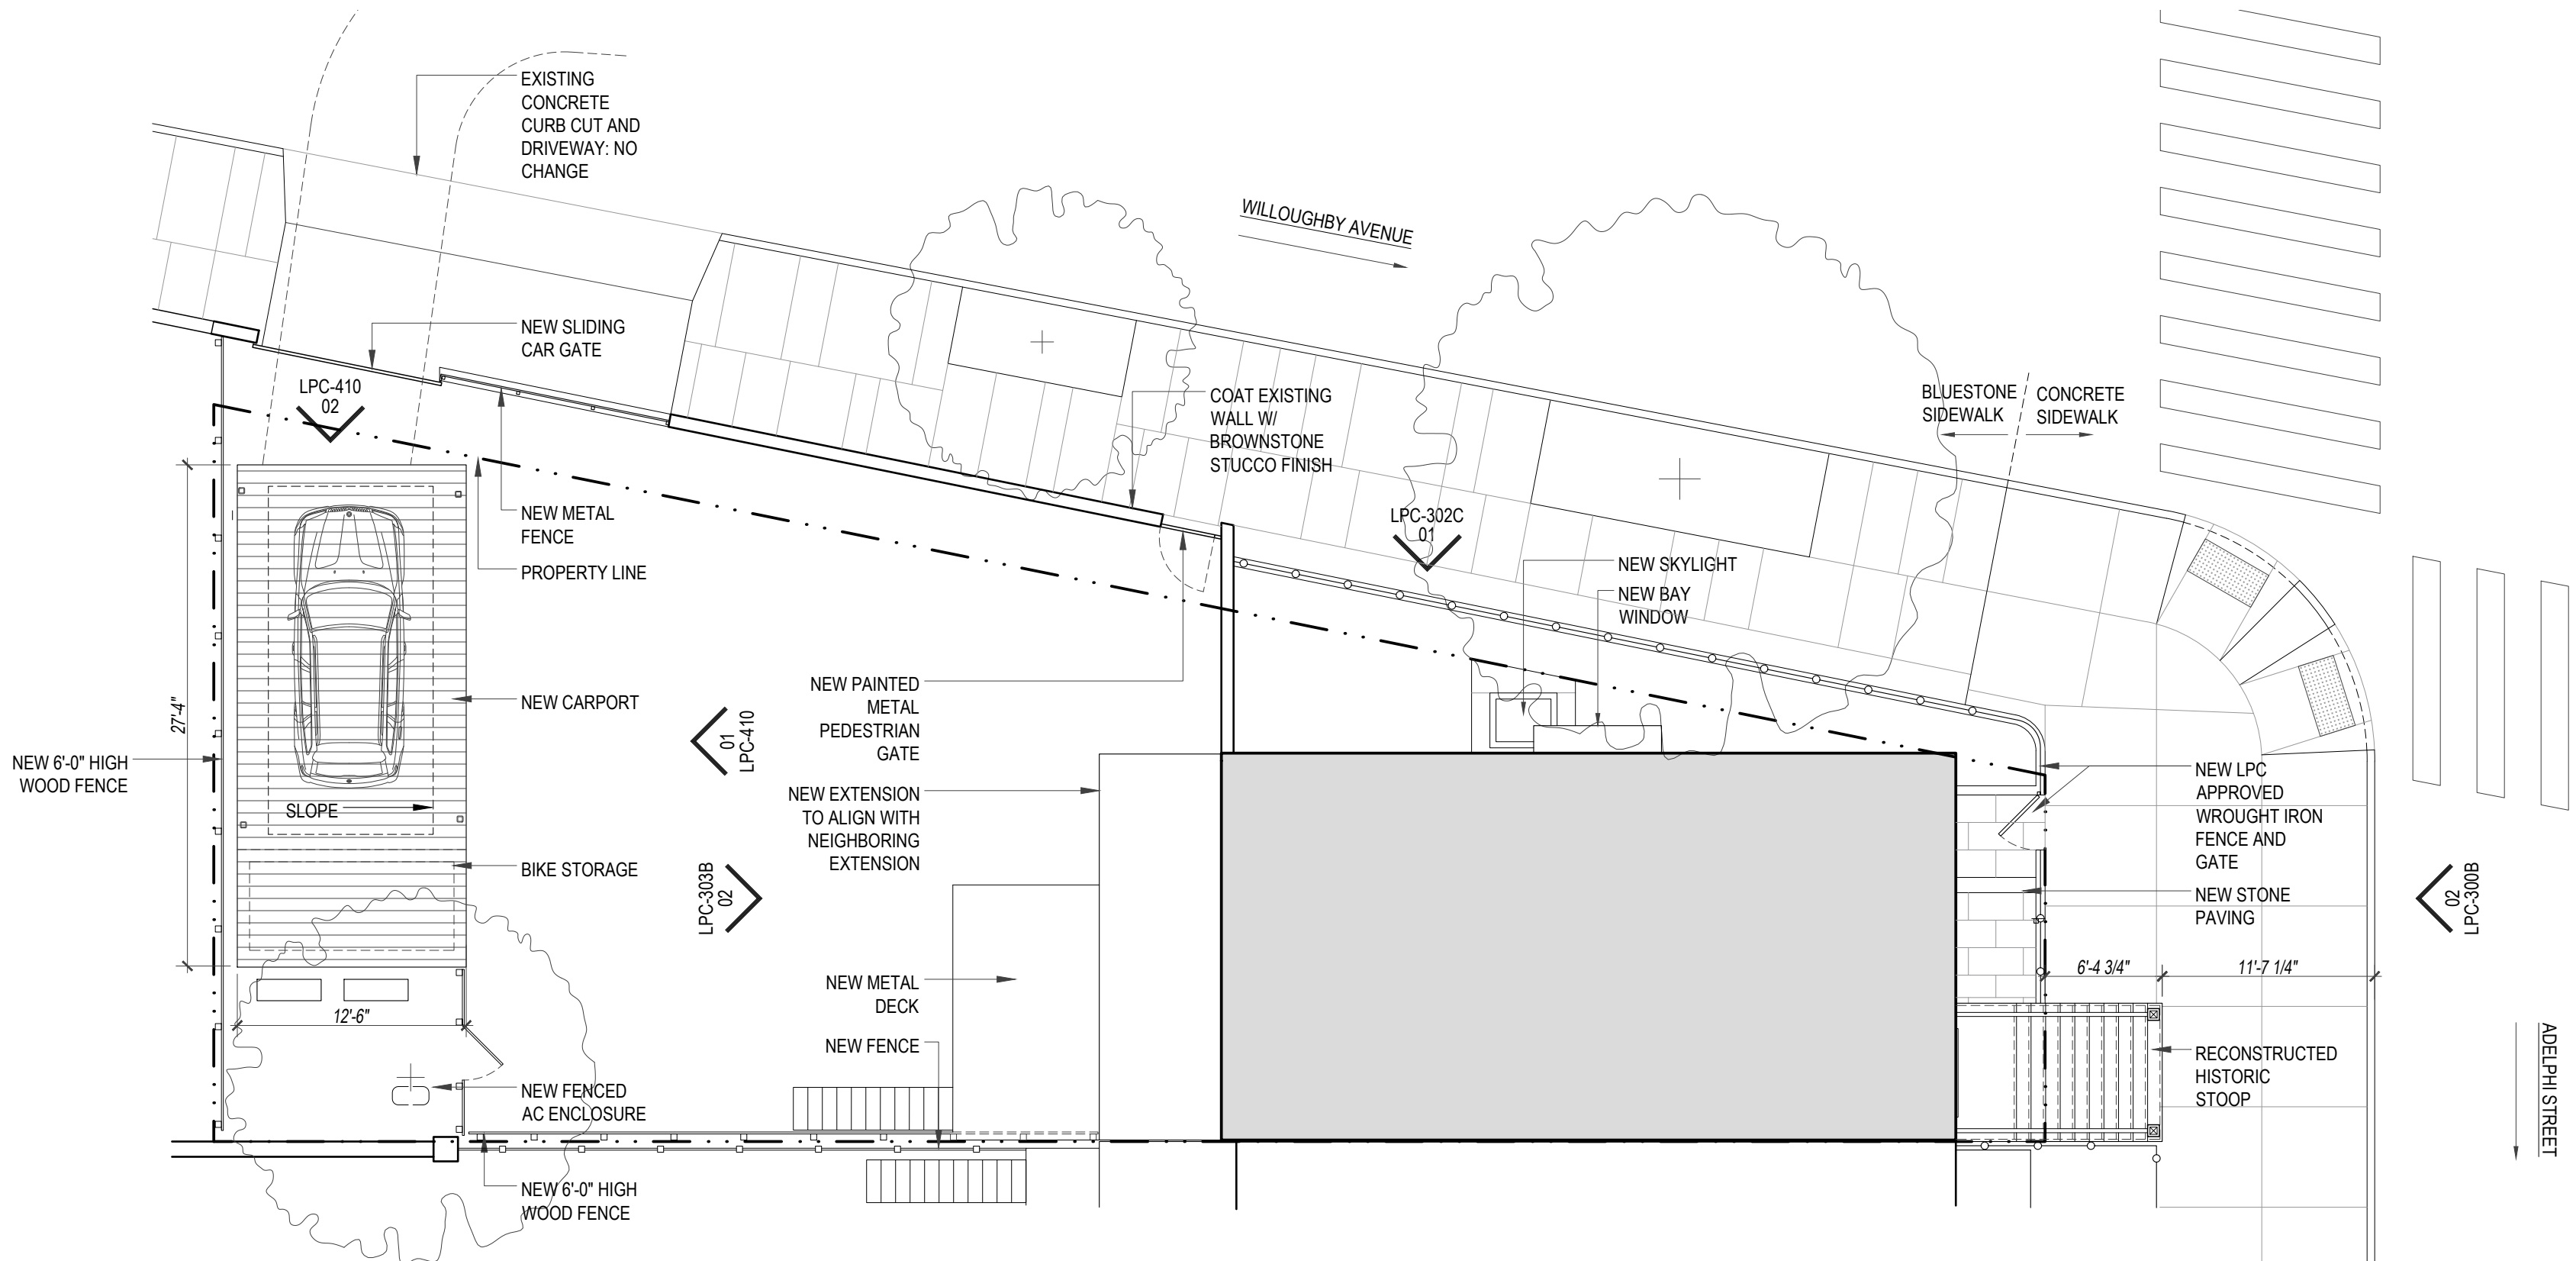 EXISTING
CONCRETE
CURB CUT AND
DRIVEWAY: NO
CHANGE
WILLOUGHBY AVENUE
NEW SLIDING
CAR GATE
LPC-410
02
COAT EXISTING
WALL W/
BROWNSTONE
STUCCO FINISH
BLUESTONE
SIDEWALK
CONCRETE
SIDEWALK
NEW METAL
FENCE
LPC-302C
01
PROPERTY LINE
NEW SKYLIGHT
NEW BAY
WINDOW
27'-4"
NEW CARPORT
NEW PAINTED
METAL
PEDESTRIAN
GATE
01
LPC-410
NEW 6'-0" HIGH
WOOD FENCE
SLOPE
NEW EXTENSION
TO ALIGN WITH
NEIGHBORING
EXTENSION
NEW LPC
APPROVED
WROUGHT IRON
FENCE AND
GATE
BIKE STORAGE
LPC-303B
02
NEW STONE
PAVING
02
LPC-300B
NEW METAL
DECK
6'-4 3/4"
11'-7 1/4"
12'-6"
NEW FENCE
RECONSTRUCTED
HISTORIC
STOOP
ADELPHI STREET
NEW FENCED
AC ENCLOSURE
NEW 6'-0" HIGH
WOOD FENCE